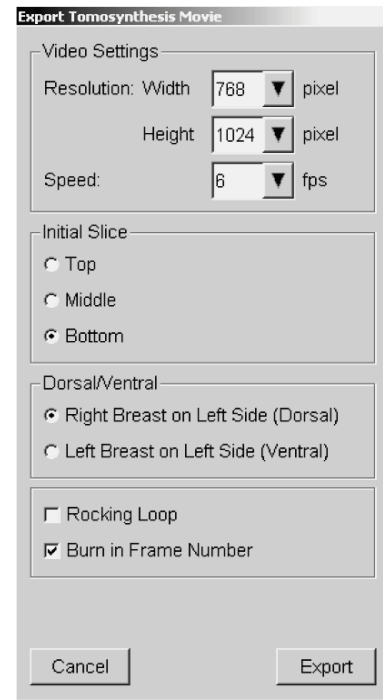 Export Tomosynthesis Movie
Video Settings
Resolution: Width 768 pixel
Height 1024 pixel
Speed: 6 fps
Initial Slice
Top
Middle
Bottom
Dorsal/Ventral
Right Breast on Left Side (Dorsal)
Left Breast on Left Side (Ventral)
Rocking Loop
Burn in Frame Number
Cancel Export